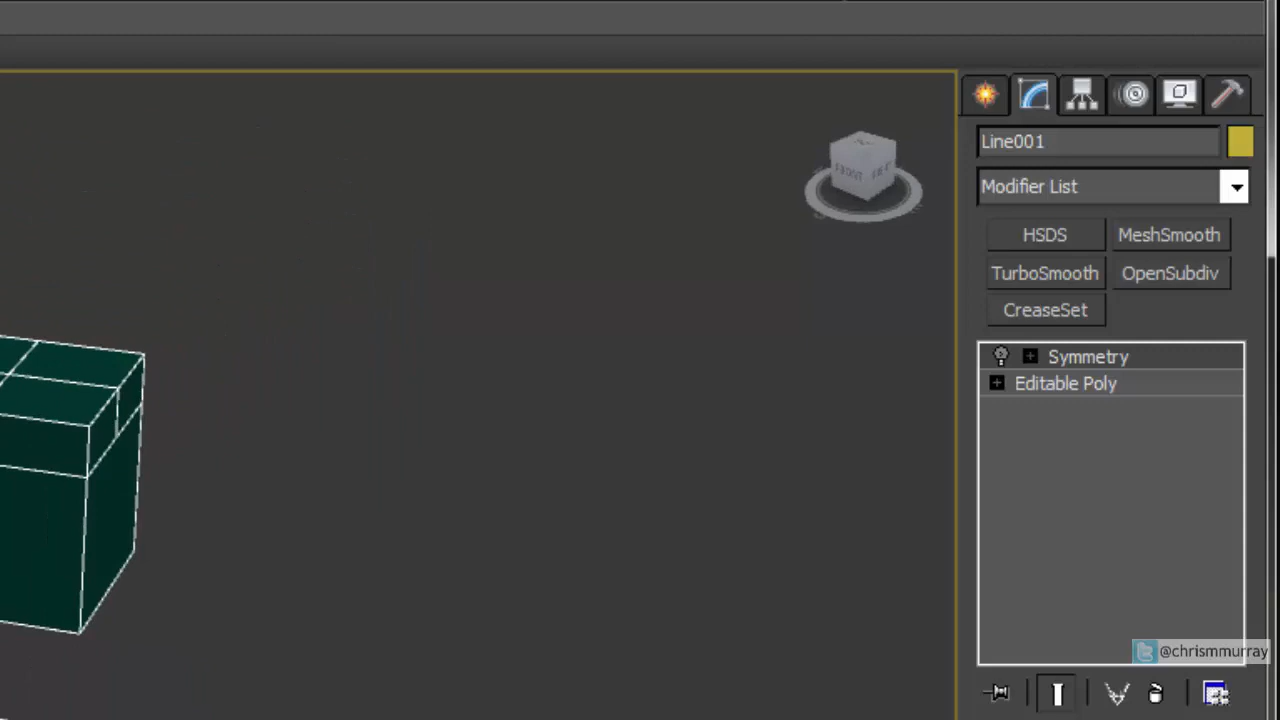 Line001
Modifier List
HSDS MeshSmooth
TurboSmooth OpenSubdiv
CreaseSet
Symmetry
Editable Poly
@chrismmurray